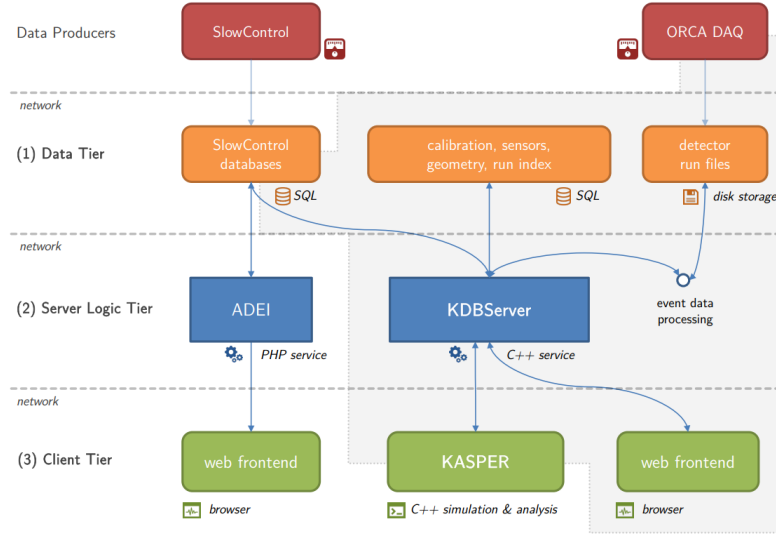 Data Producers
SlowControl
ORCA DAQ
network
(1) Data Tier
SlowControl
databases
calibration, sensors,
geometry, run index
detector
run files
SQL
SQL
disk storage
network
(2) Server Logic Tier
ADEI
KDBServer
event data
processing
PHP service
C++ service
network
(3) Client Tier
web frontend
KASPER
web frontend
browser
C++ simulation & analysis
browser